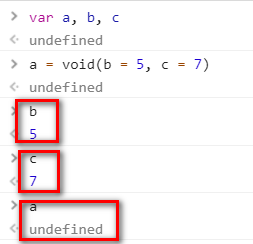 var a, b, c
undefined
a = void(b = 5, c = 7)
undefined
b
5
c
7
a
undefined